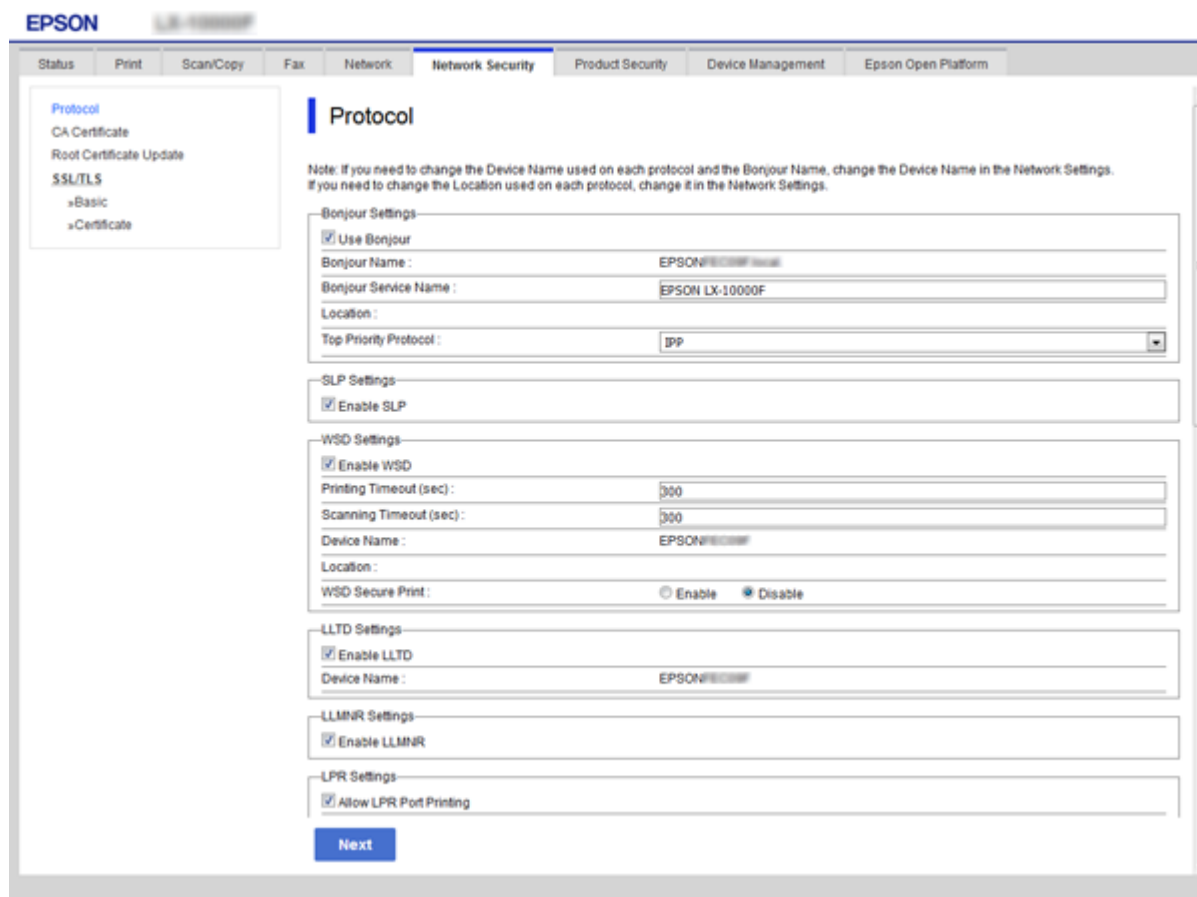 EPSON
Status Print Scan/Copy Fax Network Network Security Product Security Device Management Epson Open Platform
Protocol
CA Certificate
Root Certificate Update
SSL/TLS
»Basic
»Certificate
Protocol
Note: If you need to change the Device Name used on each protocol and the Bonjour Name, change the Device Name in the Network Settings.
If you need to change the Location used on each protocol, change it in the Network Settings.
Bonjour Settings
Use Bonjour
Bonjour Name : EPSON
Bonjour Service Name : EPSON LX-10000F
Location :
Top Priority Protocol : IPP
SLP Settings
Enable SLP
WSD Settings
Enable WSD
Printing Timeout (sec) : 300
Scanning Timeout (sec) : 300
Device Name : EPSON
Location :
WSD Secure Print : Enable Disable
LLTD Settings
Enable LLTD
Device Name : EPSON
LLMNR Settings
Enable LLMNR
LPR Settings
Allow LPR Port Printing
Next